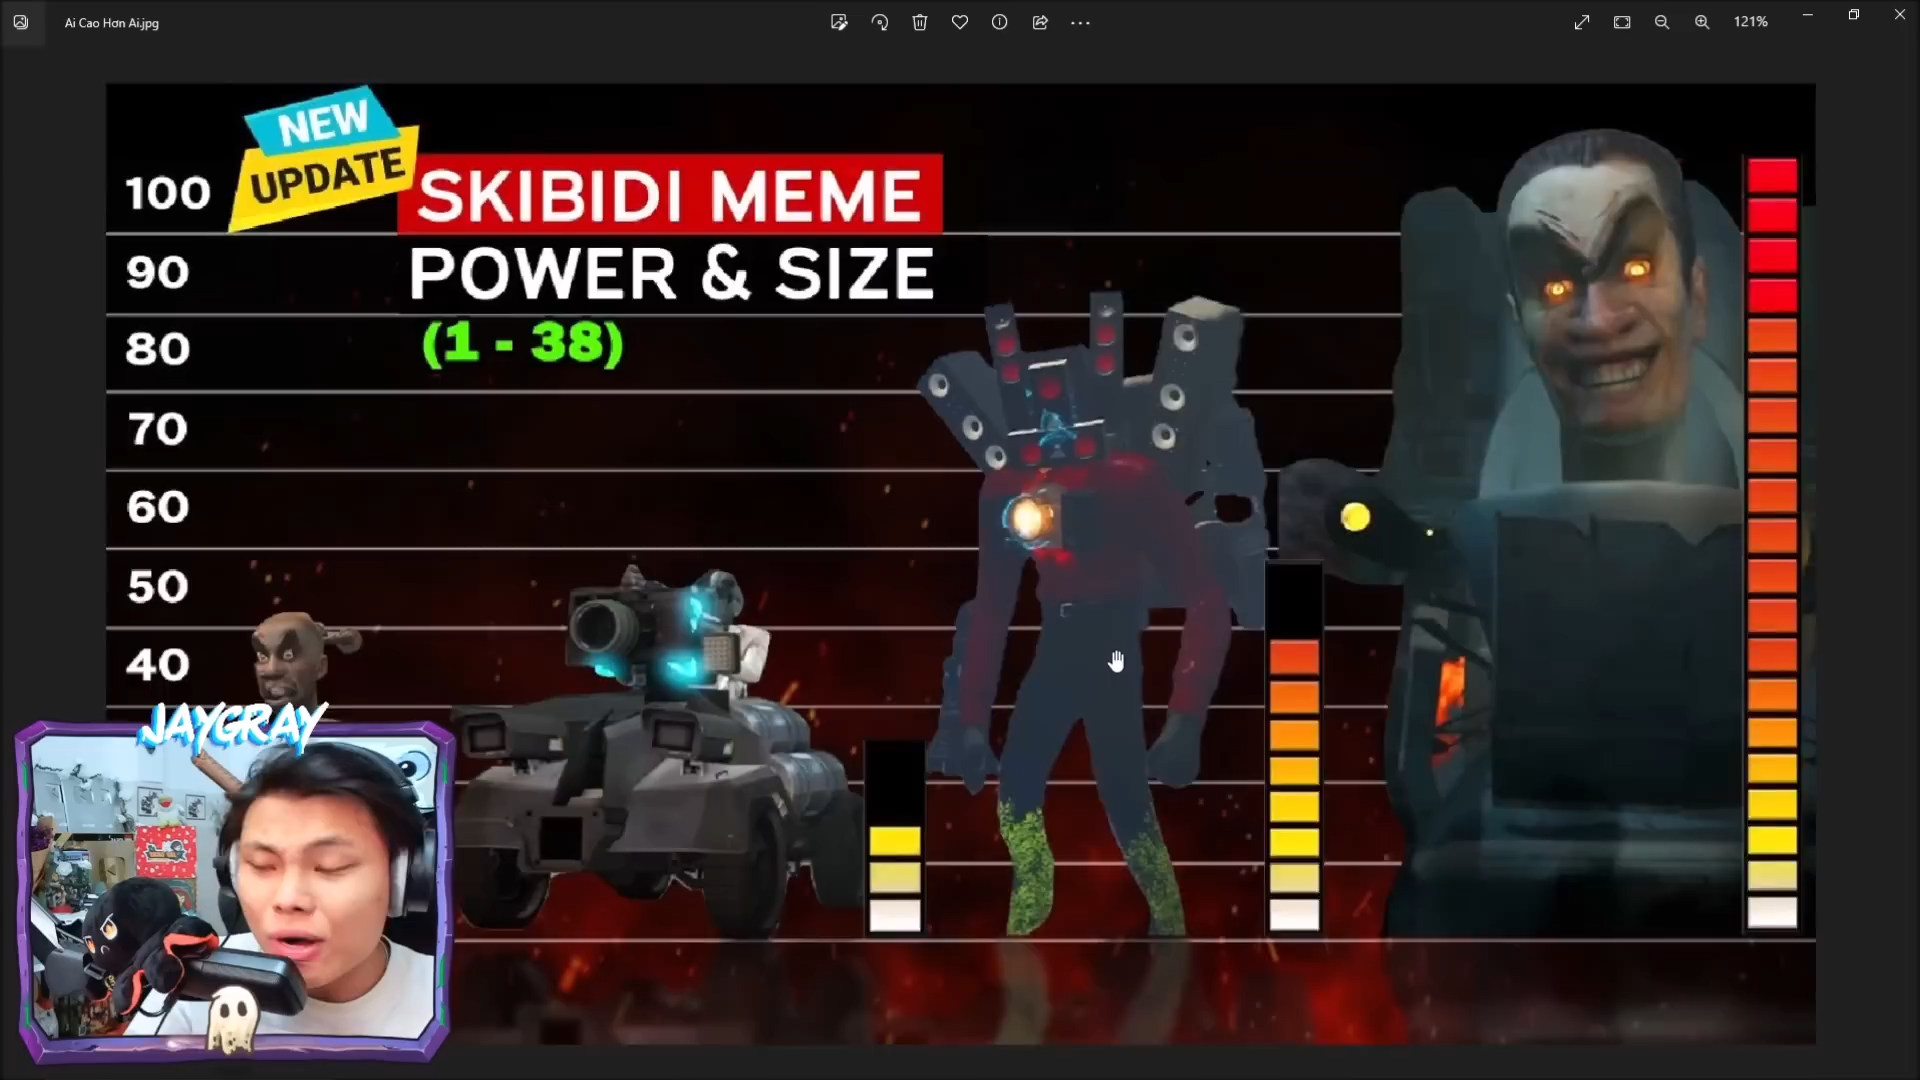 Ai Cao Hơn Ai.jpg
121%
NEW
UPDATE
SKIBIDI MEME
POWER & SIZE
(1 - 38)
100
90
80
70
60
50
40
JAYGRAY